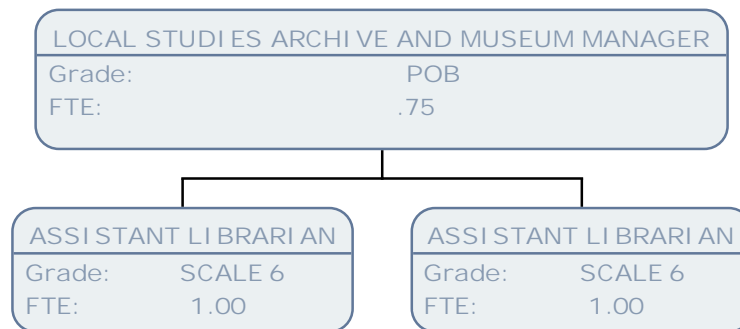 LOCAL STUDIES ARCHIVE AND MUSEUM MANAGER
Grade: POB
FTE: .75
ASSISTANT LIBRARIAN
Grade: SCALE 6
FTE: 1.00
ASSISTANT LIBRARIAN
Grade: SCALE 6
FTE: 1.00